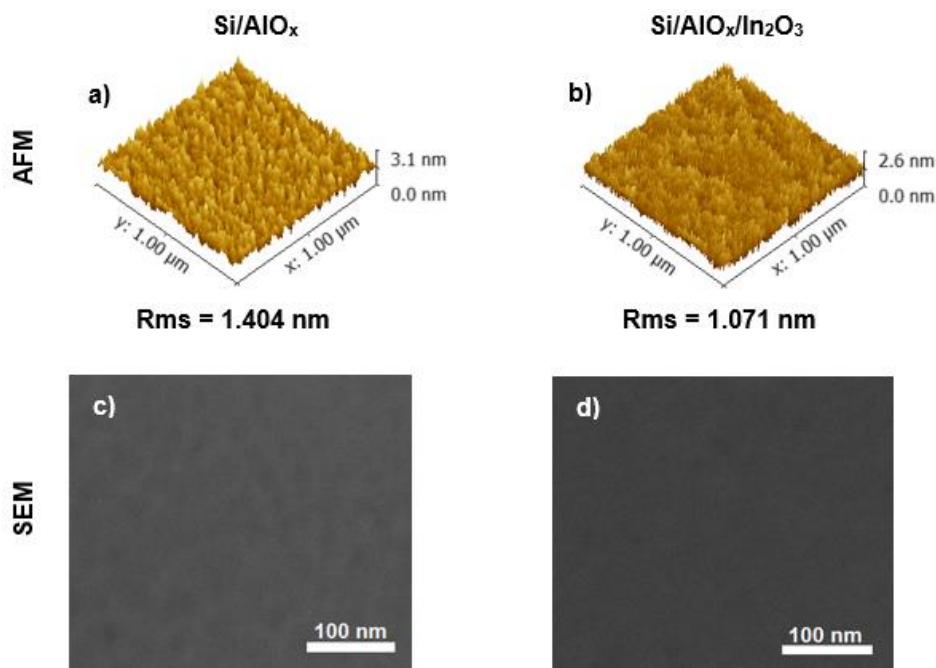 Si/AlOₓ
Si/AlOₓ/In₂O₃
AFM
a)
3.1 nm
0.0 nm
y: 1.00 µm
x: 1.00 µm
b)
2.6 nm
0.0 nm
y: 1.00 µm
x: 1.00 µm
Rms = 1.404 nm
Rms = 1.071 nm
SEM
c)
100 nm
d)
100 nm